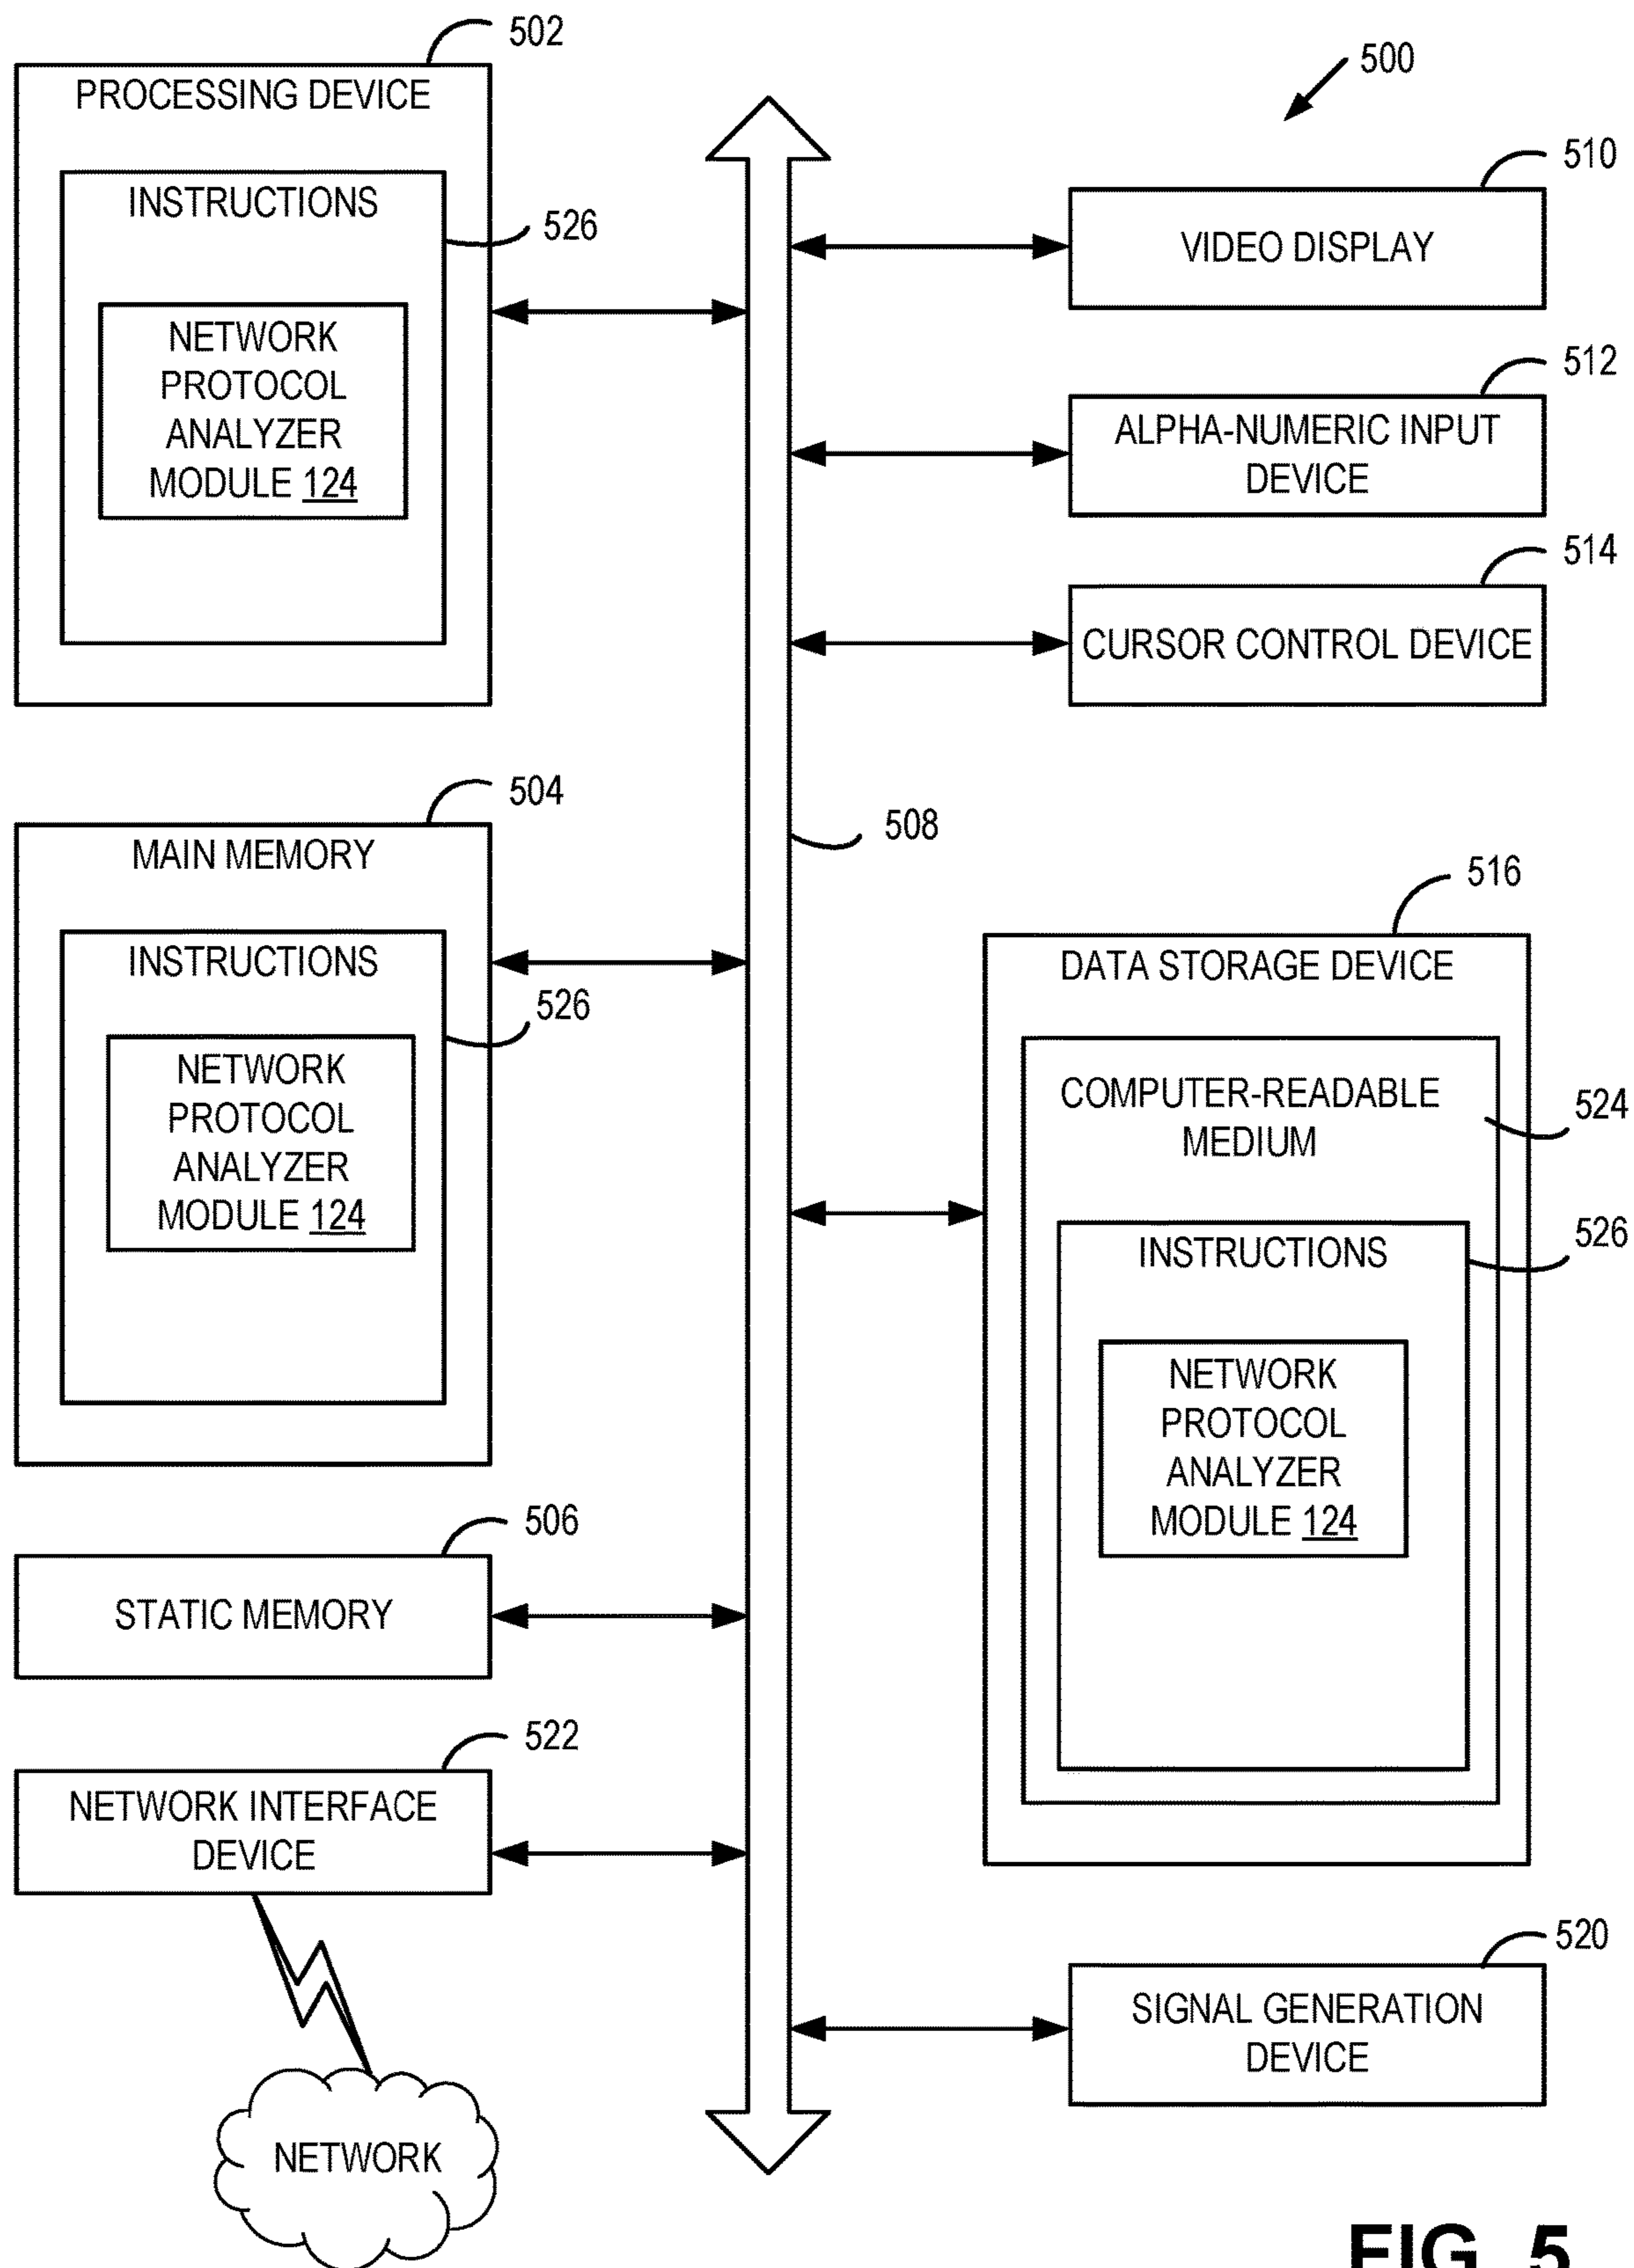 502
PROCESSING DEVICE
INSTRUCTIONS
526
NETWORK
PROTOCOL
ANALYZER
MODULE 124
504
MAIN MEMORY
INSTRUCTIONS
526
NETWORK
PROTOCOL
ANALYZER
MODULE 124
506
STATIC MEMORY
522
NETWORK INTERFACE
DEVICE
NETWORK
508
500
510
VIDEO DISPLAY
512
ALPHA-NUMERIC INPUT
DEVICE
514
CURSOR CONTROL DEVICE
516
DATA STORAGE DEVICE
COMPUTER-READABLE
MEDIUM
524
INSTRUCTIONS
526
NETWORK
PROTOCOL
ANALYZER
MODULE 124
520
SIGNAL GENERATION
DEVICE
FIG. 5